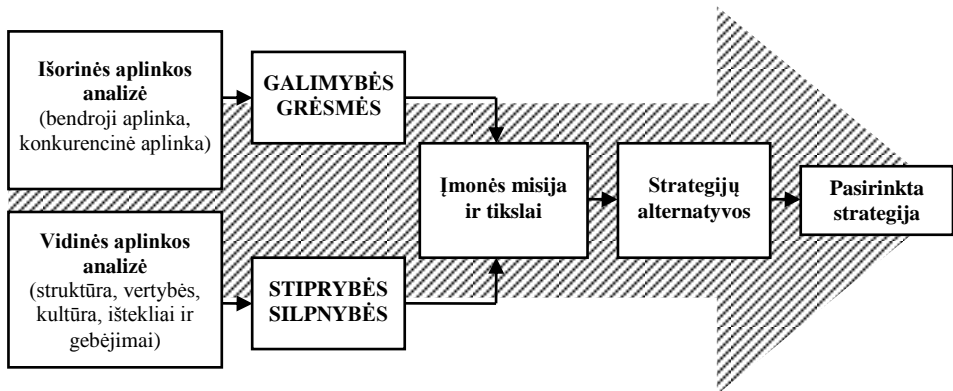 Išorinės aplinkos
analizė
(bendroji aplinka,
konkurencinė aplinka)
GALIMYBĖS
GRĖSMĖS
Vidinės aplinkos
analizė
(struktūra, vertybės,
kultūra, ištekliai ir
gebėjimai)
STIPRYBĖS
SILPNYBĖS
Įmonės misija
ir tikslai
Strategijų
alternatyvos
Pasirinkta
strategija